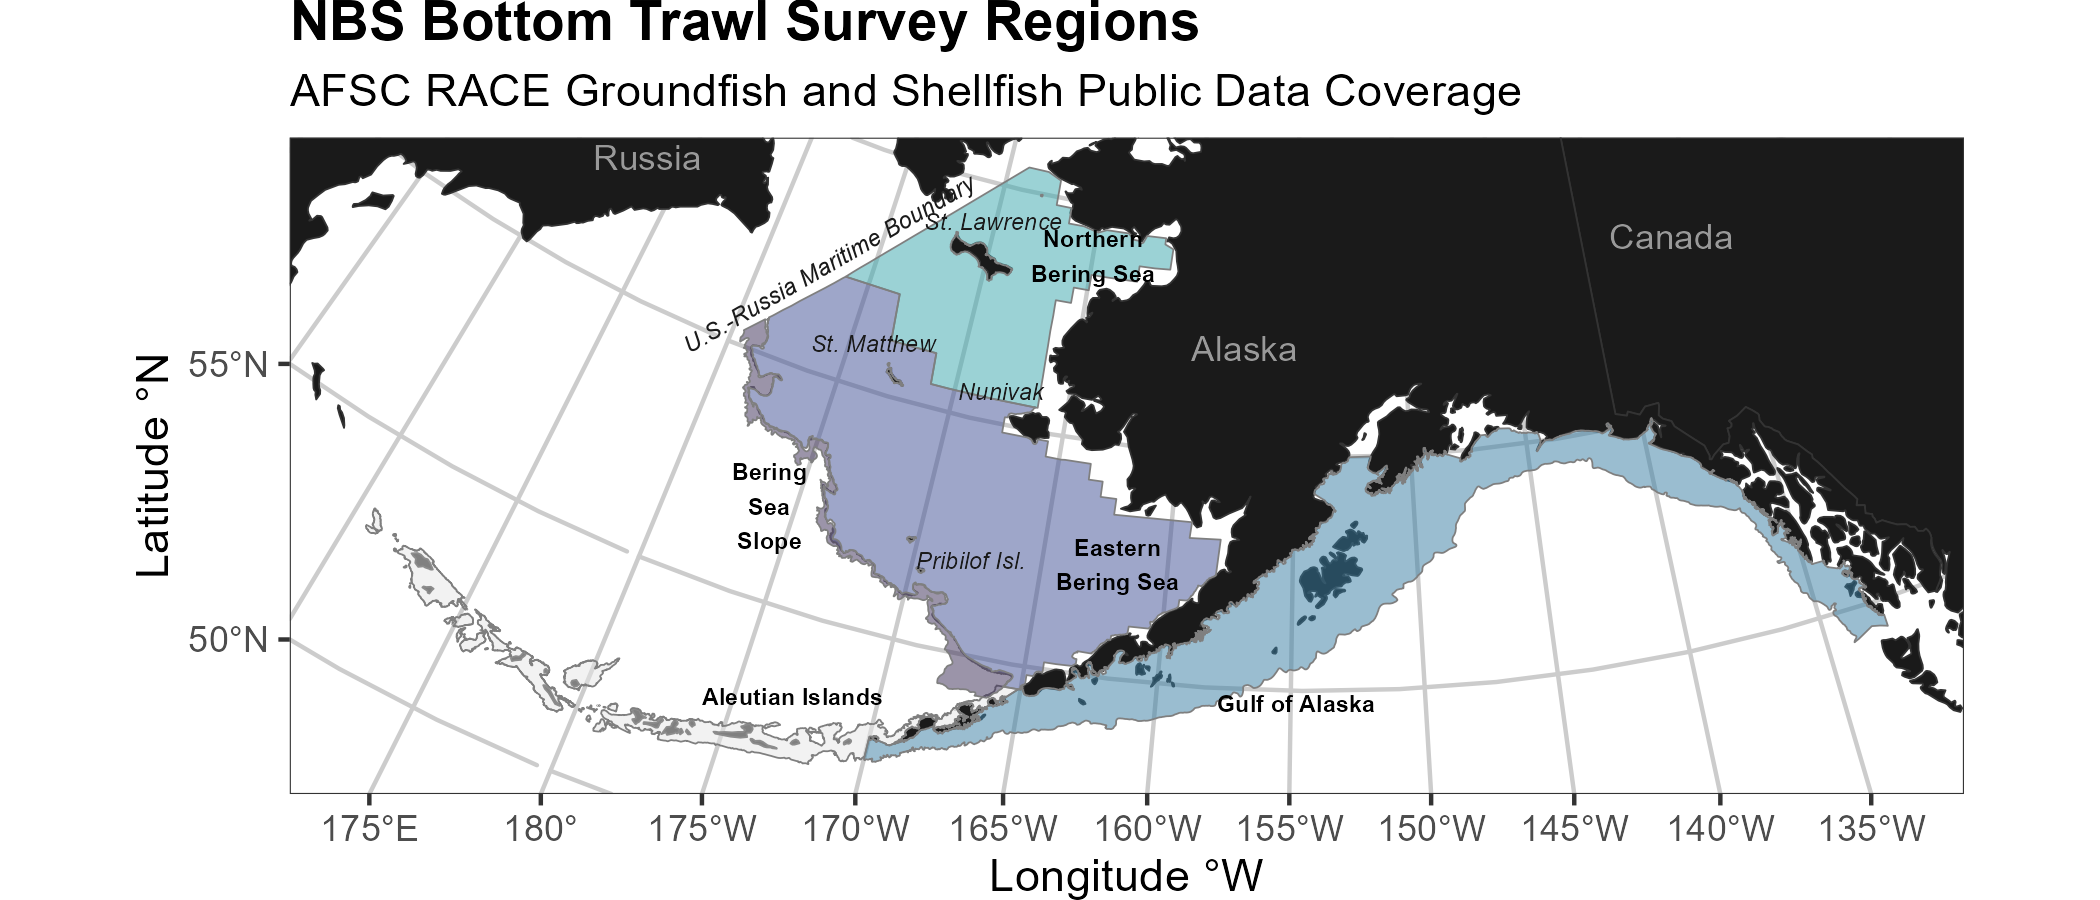 NBS Bottom Trawl Survey Regions
AFSC RACE Groundfish and Shellfish Public Data Coverage
Russia
Canada
Alaska
U.S.-Russia Maritime Boundary
St. Lawrence
Northern
Bering Sea
St. Matthew
Nunivak
Bering
Sea
Slope
Pribilof Isl.
Eastern
Bering Sea
Aleutian Islands
Gulf of Alaska
Latitude °N
55°N
50°N
175°E
180°
175°W
170°W
165°W
160°W
155°W
150°W
145°W
140°W
135°W
Longitude °W